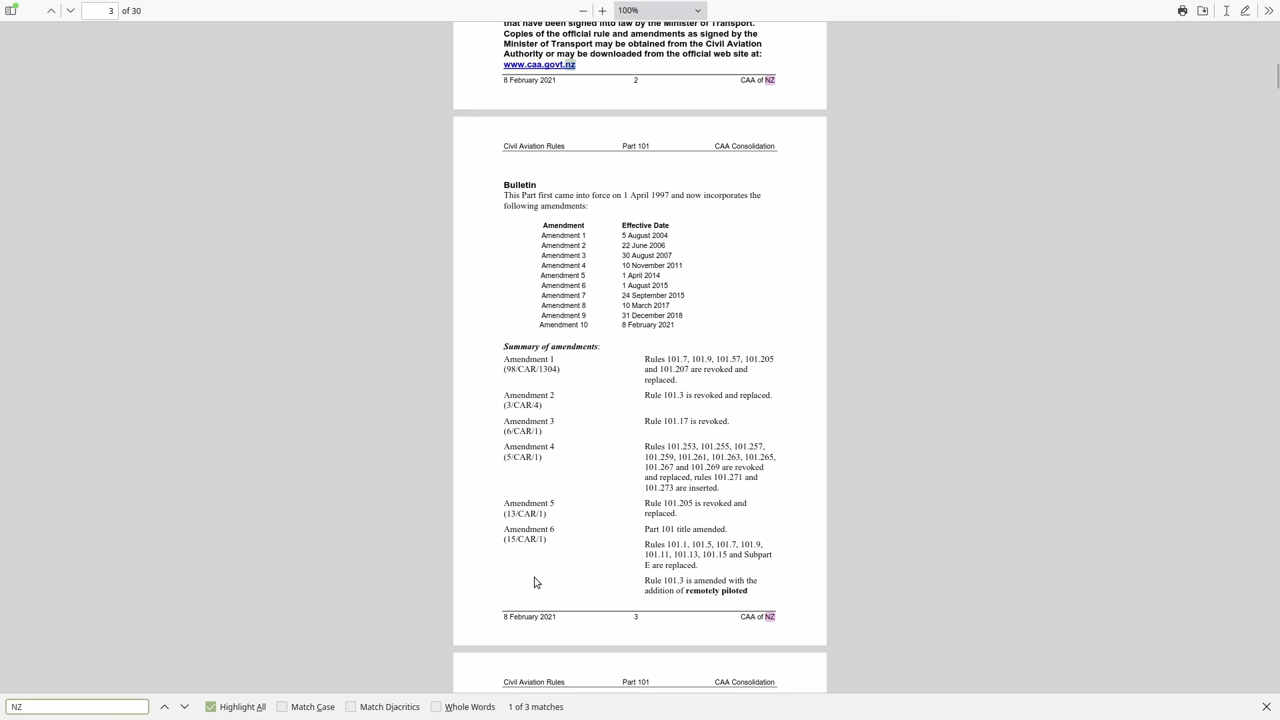 3 of 30
100%
that have been signed into law by the Minister of Transport.
Copies of the official rule and amendments as signed by the
Minister of Transport may be obtained from the Civil Aviation
Authority or may be downloaded from the official web site at:
www.caa.govt.nz
8 February 2021 2 CAA of NZ
Civil Aviation Rules Part 101 CAA Consolidation
Bulletin
This Part first came into force on 1 April 1997 and now incorporates the
following amendments:
Amendment Effective Date
Amendment 1 5 August 2004
Amendment 2 22 June 2006
Amendment 3 30 August 2007
Amendment 4 10 November 2011
Amendment 5 1 April 2014
Amendment 6 1 August 2015
Amendment 7 24 September 2015
Amendment 8 10 March 2017
Amendment 9 31 December 2018
Amendment 10 8 February 2021
Summary of amendments:
Amendment 1 Rules 101.7, 101.9, 101.57, 101.205
(98/CAR/1304) and 101.207 are revoked and
replaced.
Amendment 2 Rule 101.3 is revoked and replaced.
(3/CAR/4)
Amendment 3 Rule 101.17 is revoked.
(6/CAR/1)
Amendment 4 Rules 101.253, 101.255, 101.257,
(5/CAR/1) 101.259, 101.261, 101.263, 101.265,
101.267 and 101.269 are revoked
and replaced, rules 101.271 and
101.273 are inserted.
Amendment 5 Rule 101.205 is revoked and
(13/CAR/1) replaced.
Amendment 6 Part 101 title amended.
(15/CAR/1)
Rules 101.1, 101.5, 101.7, 101.9,
101.11, 101.13, 101.15 and Subpart
E are replaced.
Rule 101.3 is amended with the
addition of remotely piloted
8 February 2021 3 CAA of NZ
Civil Aviation Rules Part 101 CAA Consolidation
NZ Highlight All Match Case Match Diacritics Whole Words 1 of 3 matches